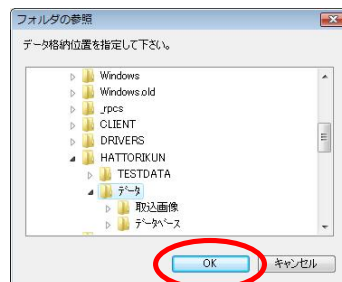 フォルダの参照
データ格納位置を指定して下さい。
Windows
Windows.old
_rpcs
CLIENT
DRIVERS
HATTORIKUN
TESTDATA
データ
取込画像
データベース
OK
キャンセル